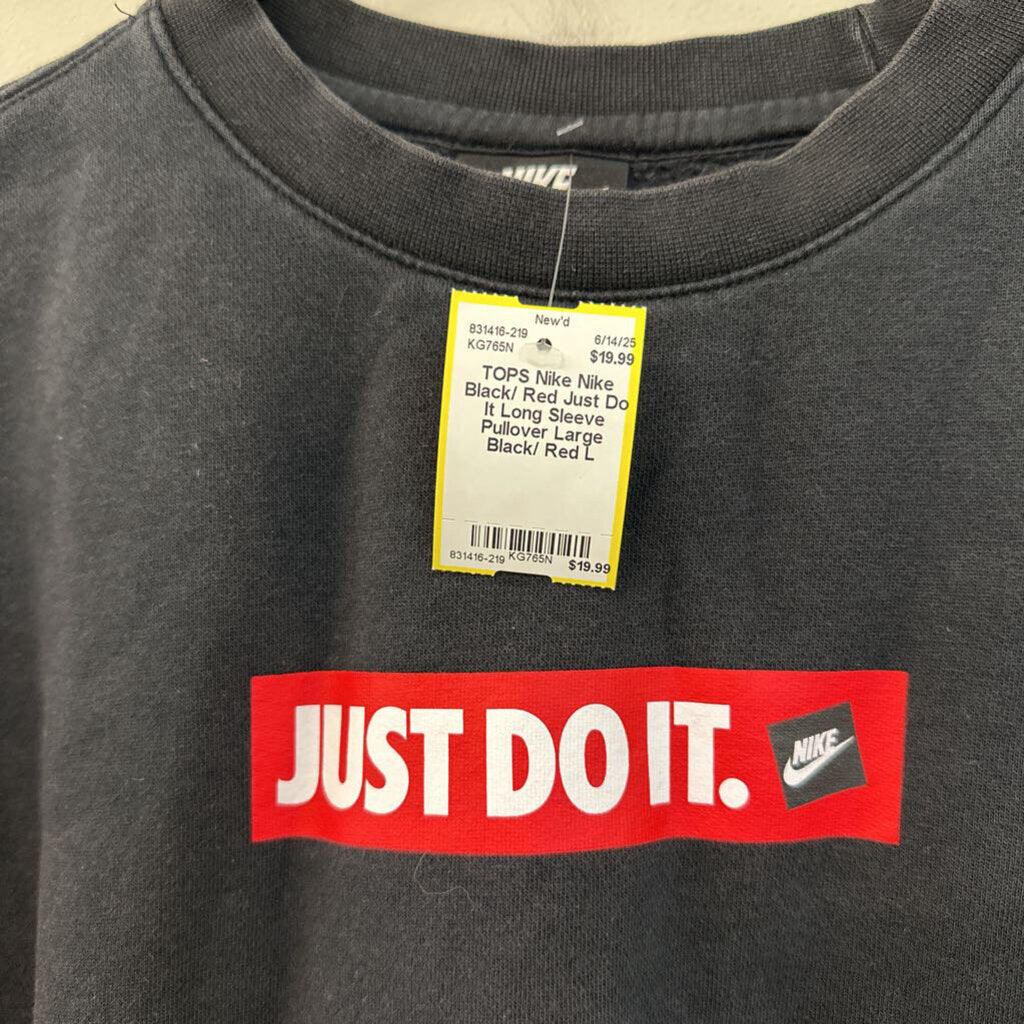 NIKE
New'd
831416-219 6/14/25
KG765N $19.99
TOPS Nike Nike
Black/ Red Just Do
It Long Sleeve
Pullover Large
Black/ Red L
831416-219 KG765N $19.99
JUST DO IT.
NIKE